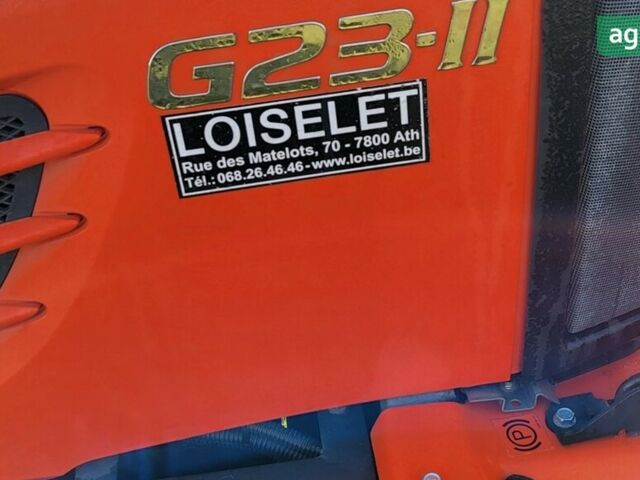 ag
G23-II
LOISELET
Rue des Matelots, 70 - 7800 Ath
Tél.: 068.26.46.46 - www.loiselet.be
P